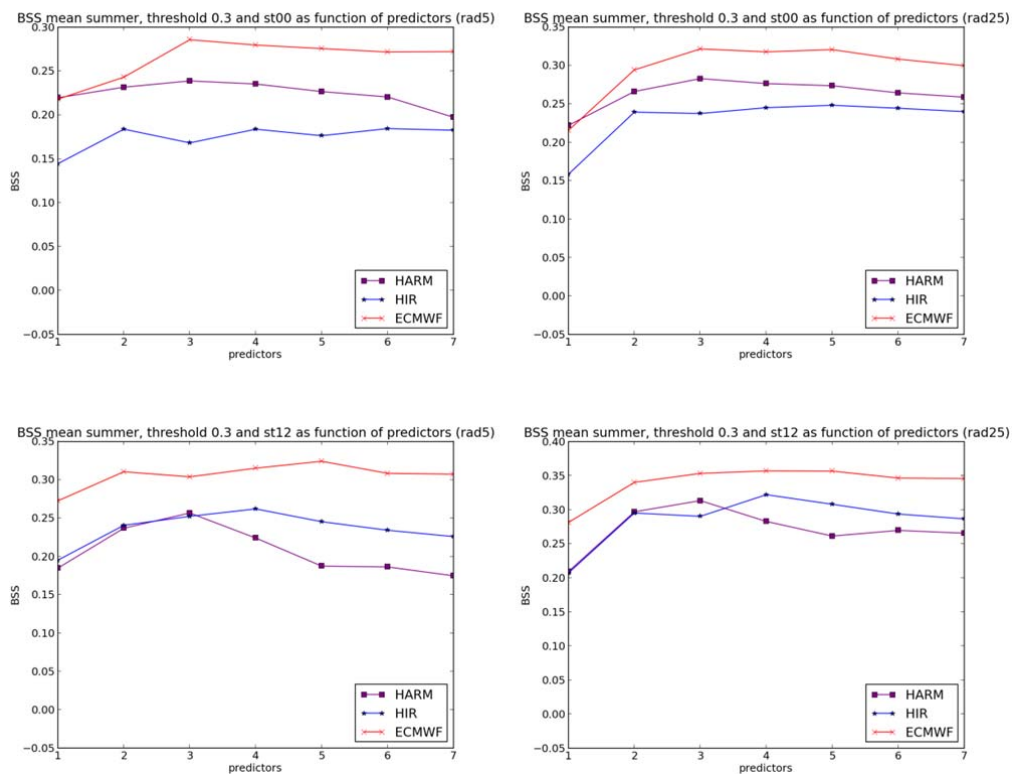 BSS mean summer, threshold 0.3 and st00 as function of predictors (rad5)
0.30
0.25
0.20
0.15
0.10
0.05
0.00
−0.05
BSS
1 2 3 4 5 6 7
predictors
HARM
HIR
ECMWF
BSS mean summer, threshold 0.3 and st00 as function of predictors (rad25)
0.35
0.30
0.25
0.20
0.15
0.10
0.05
0.00
−0.05
BSS
1 2 3 4 5 6 7
predictors
HARM
HIR
ECMWF
BSS mean summer, threshold 0.3 and st12 as function of predictors (rad5)
0.35
0.30
0.25
0.20
0.15
0.10
0.05
0.00
−0.05
BSS
1 2 3 4 5 6 7
predictors
HARM
HIR
ECMWF
BSS mean summer, threshold 0.3 and st12 as function of predictors (rad25)
0.40
0.35
0.30
0.25
0.20
0.15
0.10
0.05
0.00
−0.05
BSS
1 2 3 4 5 6 7
predictors
HARM
HIR
ECMWF